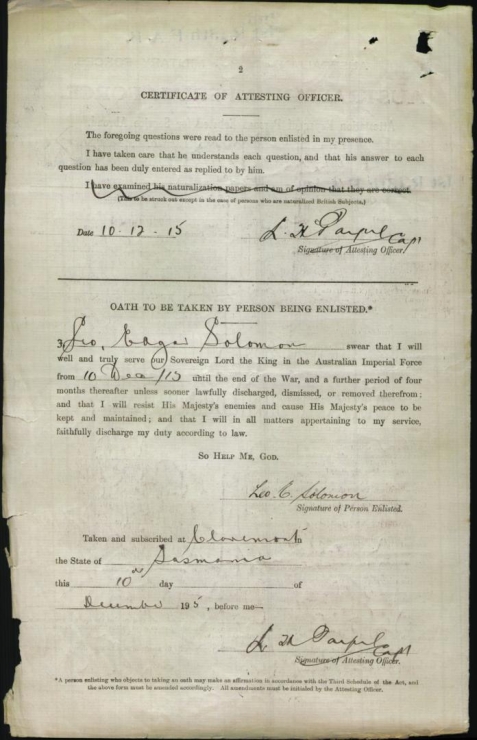 2
CERTIFICATE OF ATTESTING OFFICER.
The foregoing questions were read to the person enlisted in my presence.
I have taken care that he understands each question, and that his answer to each
question has been duly entered as replied to by him.
I have examined his naturalization papers and am of opinion that they are correct.
(This to be struck out except in the case of persons who are naturalized British Subjects.)
Date 10-12-15
Capt
Signature of Attesting Officer.
OATH TO BE TAKEN BY PERSON BEING ENLISTED.*
Edgar Solomon swear that I will
well and truly serve our Sovereign Lord the King in the Australian Imperial Force
from 10 Dec/15 until the end of the War, and a further period of four
months thereafter unless sooner lawfully discharged, dismissed, or removed therefrom;
and that I will resist His Majesty's enemies and cause His Majesty's peace to be
kept and maintained; and that I will in all matters appertaining to my service,
faithfully discharge my duty according to law.
SO HELP ME, GOD.
Leo. E. Solomon
Signature of Person Enlisted.
Taken and subscribed at Claremont in
the State of Tasmania
this 10 day of
December 1915, before me—
Capt
Signature of Attesting Officer.
*A person enlisting who objects to taking an oath may make an affirmation in accordance with the Third Schedule of the Act, and
the above form must be amended accordingly. All amendments must be initialed by the Attesting Officer.